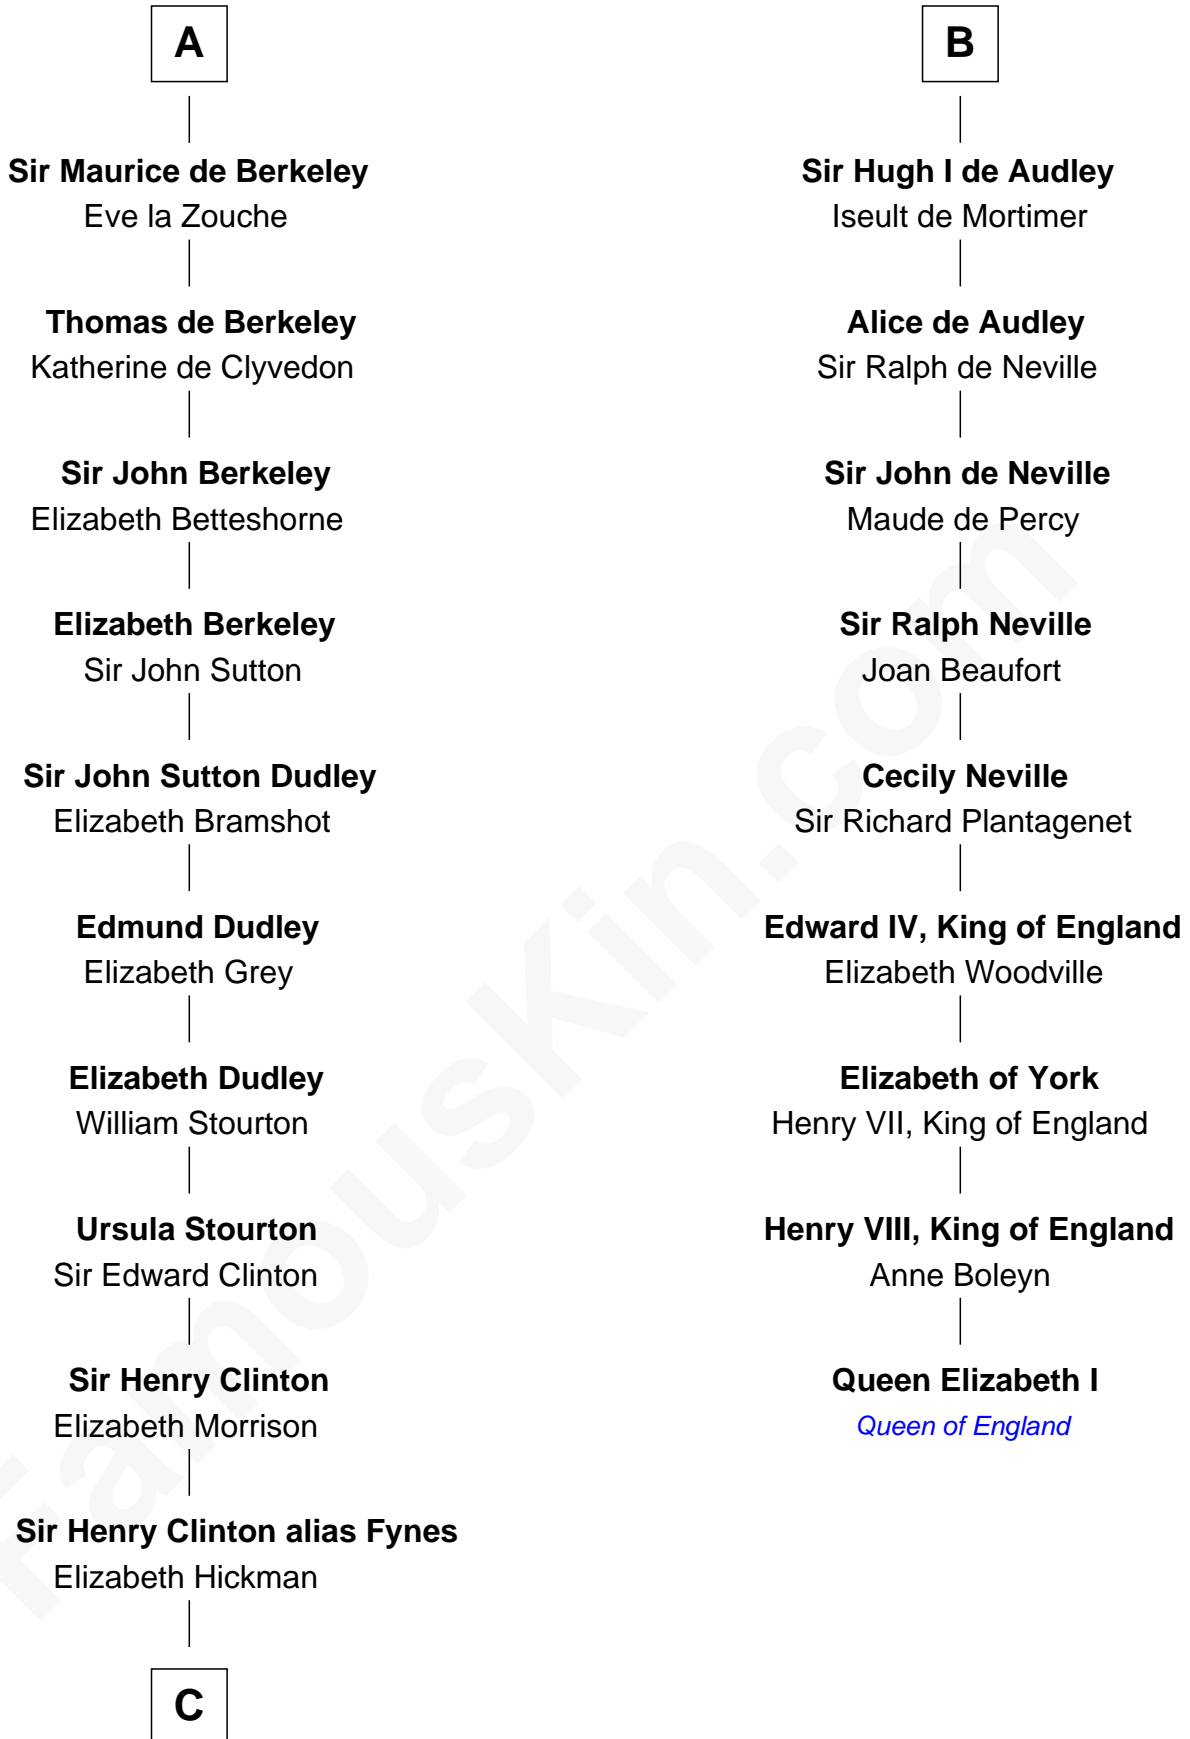 A
Sir Maurice de Berkeley
Eve la Zouche
Thomas de Berkeley
Katherine de Clyvedon
Sir John Berkeley
Elizabeth Betteshorne
Elizabeth Berkeley
Sir John Sutton
Sir John Sutton Dudley
Elizabeth Bramshot
Edmund Dudley
Elizabeth Grey
Elizabeth Dudley
William Stourton
Ursula Stourton
Sir Edward Clinton
Sir Henry Clinton
Elizabeth Morrison
Sir Henry Clinton alias Fynes
Elizabeth Hickman
C
B
Sir Hugh I de Audley
Iseult de Mortimer
Alice de Audley
Sir Ralph de Neville
Sir John de Neville
Maude de Percy
Sir Ralph Neville
Joan Beaufort
Cecily Neville
Sir Richard Plantagenet
Edward IV, King of England
Elizabeth Woodville
Elizabeth of York
Henry VII, King of England
Henry VIII, King of England
Anne Boleyn
Queen Elizabeth I
Queen of England
FamousKin.com